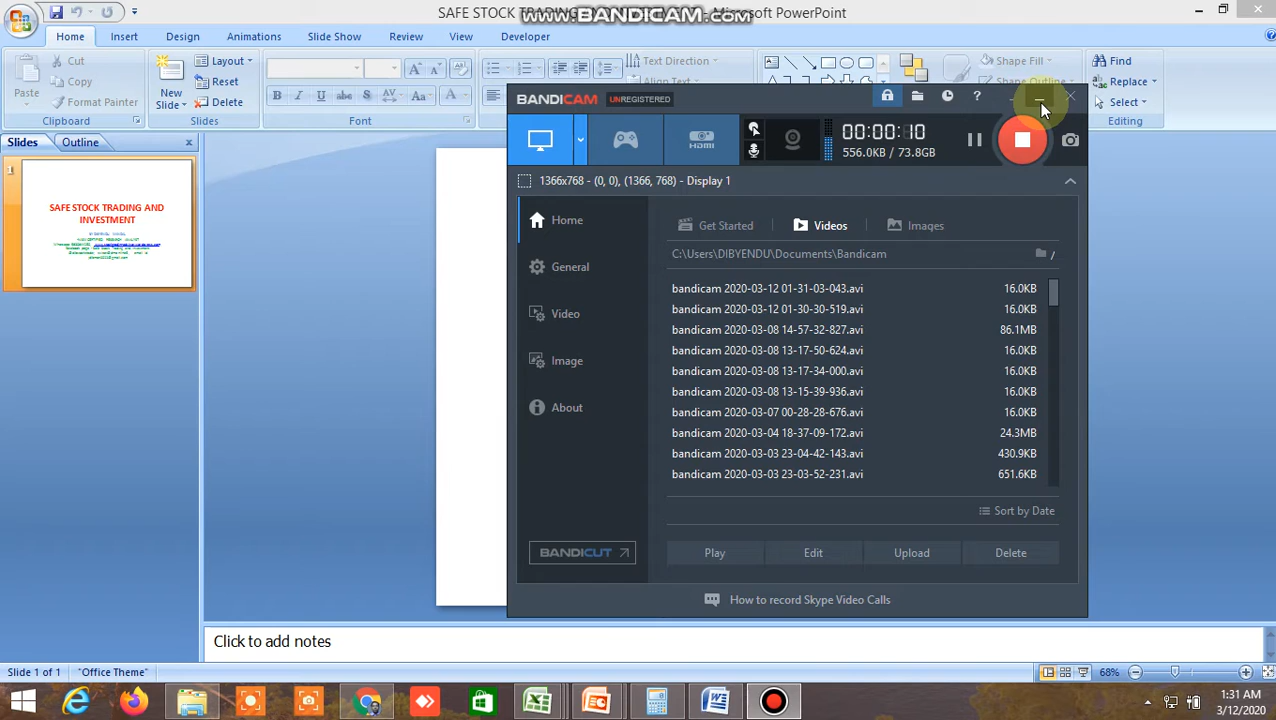 SAFE STOCK TRADING AN
www.BANDICAM.com
Microsoft PowerPoint
Home
Insert
Design
Animations
Slide Show
Review
View
Developer
Paste
Cut
Copy
Format Painter
Clipboard
New
Slide
Layout
Reset
Delete
Slides
B I U abe S AV Aa A
Font
Text Direction
Align Text
Shape Fill
Shape Outline
Find
Replace
Select
Editing
Slides
Outline
1
SAFE STOCK TRADING AND
INVESTMENT
BANDICAM UNREGISTERED
HDMI
00:00:10
556.0KB / 73.8GB
1366x768 - (0, 0), (1366, 768) - Display 1
Home
General
Video
Image
About
BANDICUT
Get Started
Videos
Images
C:\Users\DIBYENDU\Documents\Bandicam
/
bandicam 2020-03-12 01-31-03-043.avi 16.0KB
bandicam 2020-03-12 01-30-30-519.avi 16.0KB
bandicam 2020-03-08 14-57-32-827.avi 86.1MB
bandicam 2020-03-08 13-17-50-624.avi 16.0KB
bandicam 2020-03-08 13-17-34-000.avi 16.0KB
bandicam 2020-03-08 13-15-39-936.avi 16.0KB
bandicam 2020-03-07 00-28-28-676.avi 16.0KB
bandicam 2020-03-04 18-37-09-172.avi 24.3MB
bandicam 2020-03-03 23-04-42-143.avi 430.9KB
bandicam 2020-03-03 23-03-52-231.avi 651.6KB
Sort by Date
Play
Edit
Upload
Delete
How to record Skype Video Calls
Click to add notes
Slide 1 of 1
"Office Theme"
68%
1:31 AM
3/12/2020